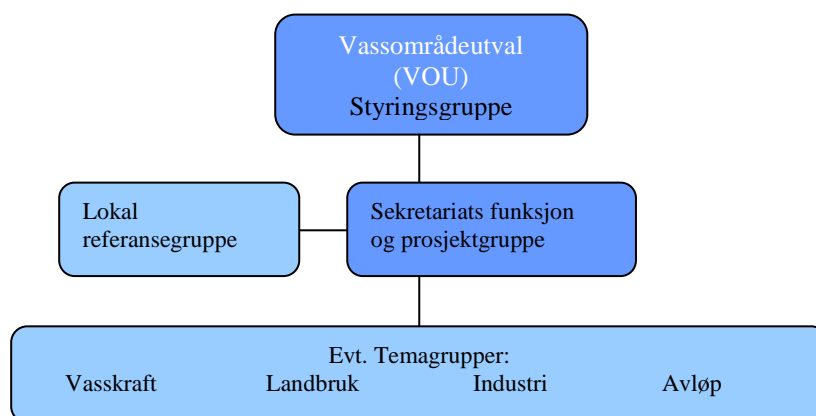 Vassområdeutval
(VOU)
Styringsgruppe
Lokal
referansegruppe
Sekretariats funksjon
og prosjektgruppe
Evt. Temagrupper:
Vasskraft Landbruk Industri Avløp